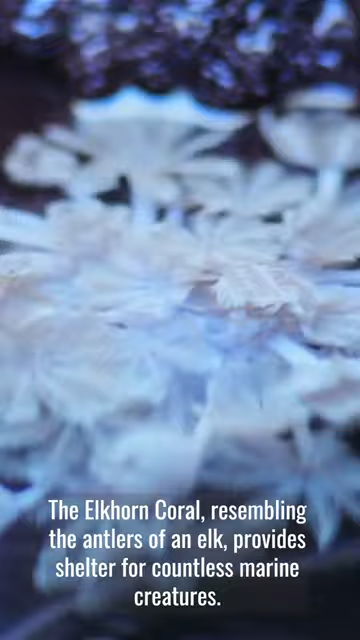 The Elkhorn Coral, resembling
the antlers of an elk, provides
shelter for countless marine
creatures.